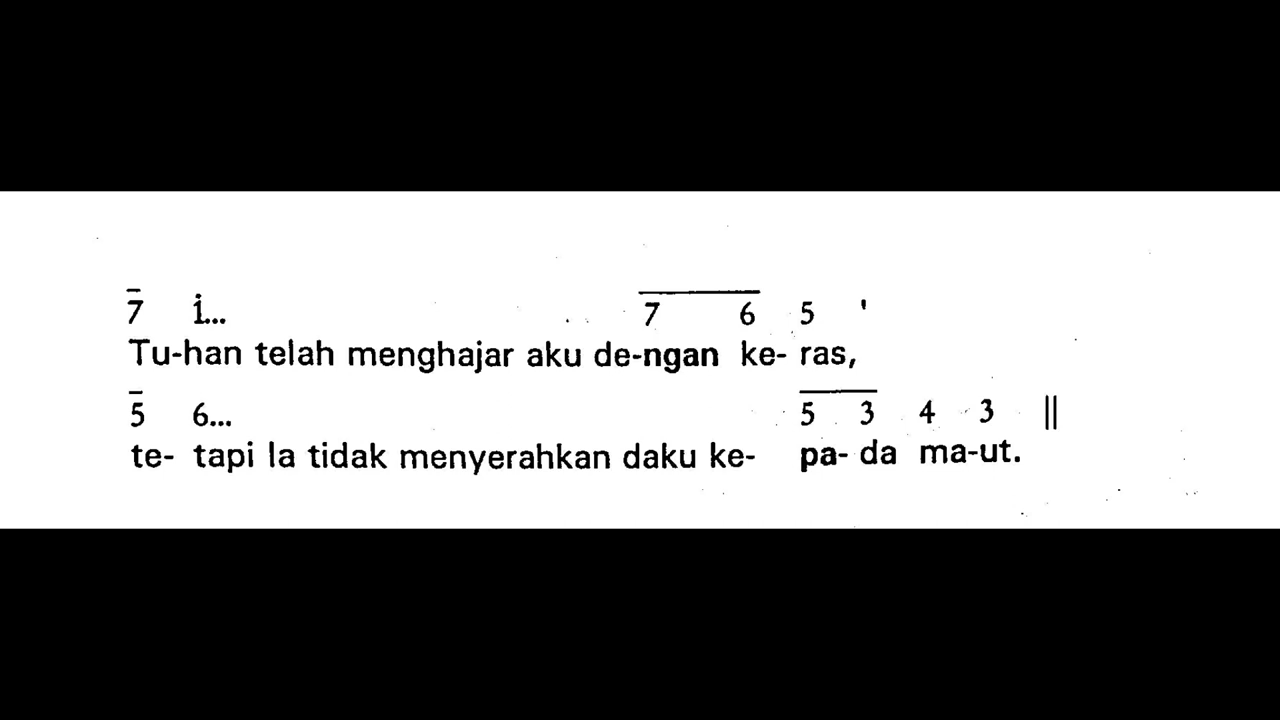 7 i...                7 6 5 '
Tu-han telah menghajar aku de-ngan ke- ras,
5 6...                5 3 4 3 ||
te- tapi Ia tidak menyerahkan daku ke- pa- da ma-ut.